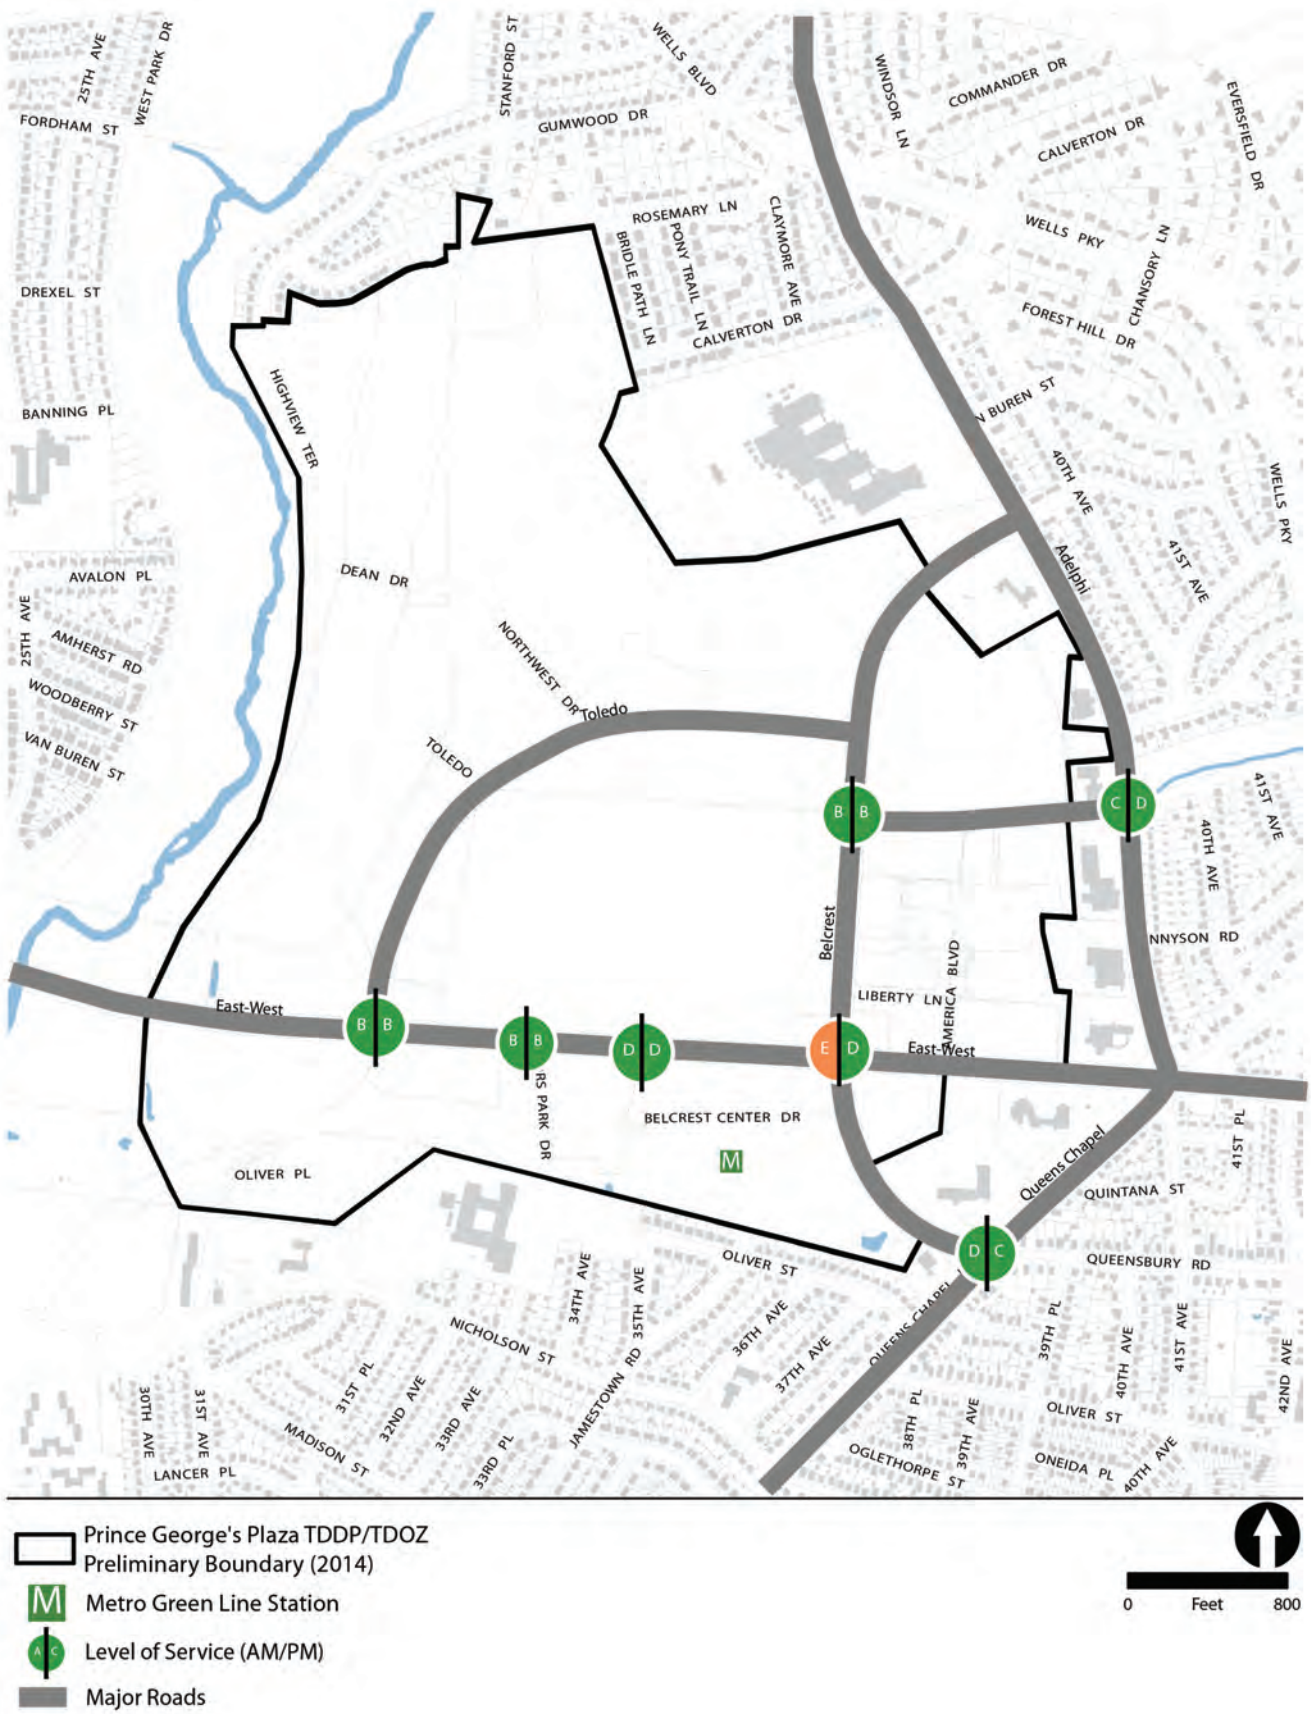 25TH AVE
WEST PARK DR
STANFORD ST
WELLS BLVD
WINDSOR LN
COMMANDER DR
EVERSFIELD DR
FORDHAM ST
GUMWOOD DR
CALVERTON DR
ROSEMARY LN
CLAYMORE AVE
WELLS PKY
BRIDLE PATH LN
PONY TRAIL LN
CHANSORY LN
DREXEL ST
CALVERTON DR
FOREST HILL DR
HIGHVIEW TER
BANNING PL
N BUREN ST
40TH AVE
WELLS PKY
AVALON PL
DEAN DR
Adelphi
41ST AVE
25TH AVE
AMHERST RD
NORTHWEST DR
WOODBERRY ST
Toledo
VAN BUREN ST
TOLEDO
B B
C D
41ST AVE
40TH AVE
Belcrest
NNYSON RD
AMERICA BLVD
LIBERTY LN
East-West
B B
B B
D D
E D
East-West
RS PARK DR
BELCREST CENTER DR
M
41ST PL
OLIVER PL
Queens Chapel
QUINTANA ST
D C
OLIVER ST
QUEENSBURY RD
QUEENS CHAPEL
34TH AVE
35TH AVE
36TH AVE
37TH AVE
NICHOLSON ST
39TH PL
40TH AVE
41ST AVE
42ND AVE
31ST PL
32ND AVE
33RD AVE
JAMESTOWN RD
30TH AVE
31ST AVE
MADISON ST
33RD PL
38TH PL
39TH AVE
OLIVER ST
OGLETHORPE ST
ONEIDA PL
40TH AVE
LANCER PL
Prince George's Plaza TDDP/TDOZ
Preliminary Boundary (2014)
M Metro Green Line Station
A C Level of Service (AM/PM)
Major Roads
0 Feet 800